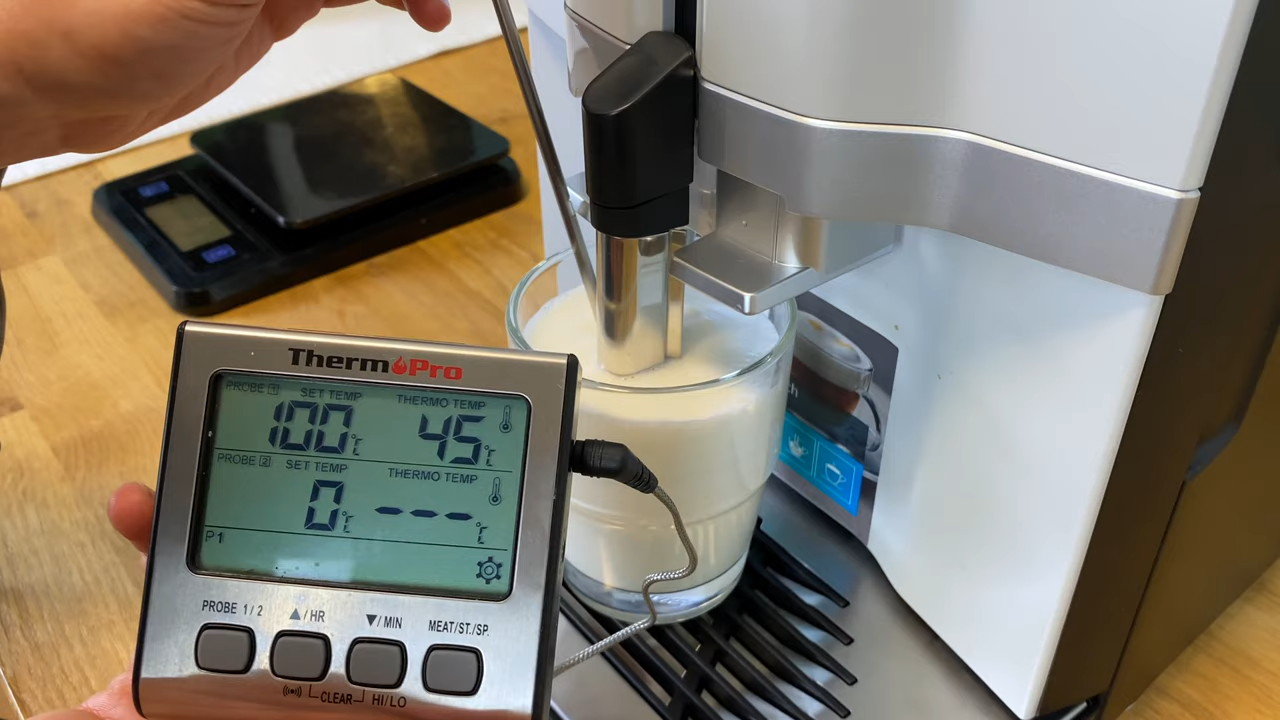 ThermoPro
PROBE 1 SET TEMP THERMO TEMP
100°F 45°F
PROBE 2 SET TEMP THERMO TEMP
0°F ---°F
P1
PROBE 1/2 ▲/HR ▼/MIN MEAT/ST./SP.
CLEAR HI/LO